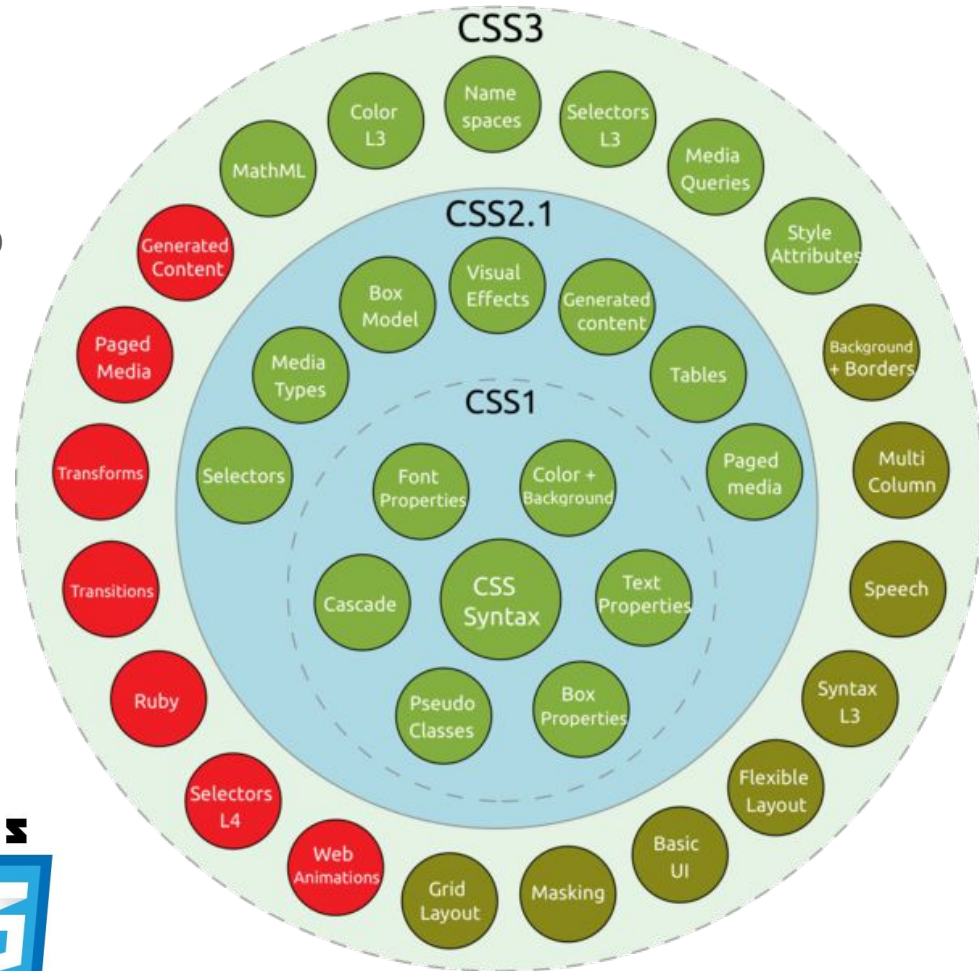 CSS3
Name
spaces
Color
L3
Selectors
L3
MathML
Media
Queries
Generated
Content
Style
Attributes
Paged
Media
Background
+ Borders
Transforms
Multi
Column
Transitions
Speech
Ruby
Syntax
L3
Selectors
L4
Flexible
Layout
Web
Animations
Basic
UI
Grid
Layout
Masking
CSS2.1
Visual
Effects
Box
Model
Generated
content
Media
Types
Tables
Selectors
Paged
media
CSS1
Font
Properties
Color +
Background
Cascade
CSS
Syntax
Text
Properties
Pseudo
Classes
Box
Properties